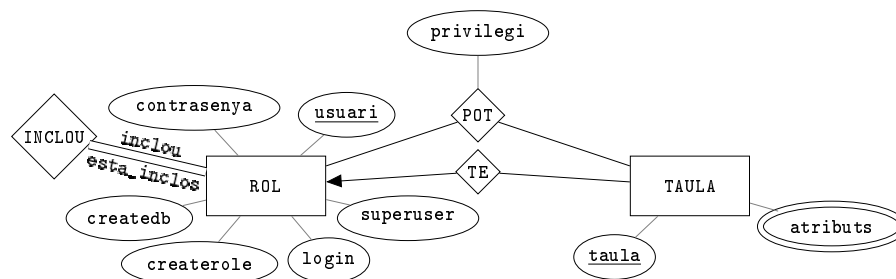 privilegi
contrasenya
usuari
POT
INCLOU
inclou
esta_inclos
TE
ROL
TAULA
createdb
superuser
atributs
createrole
login
taula